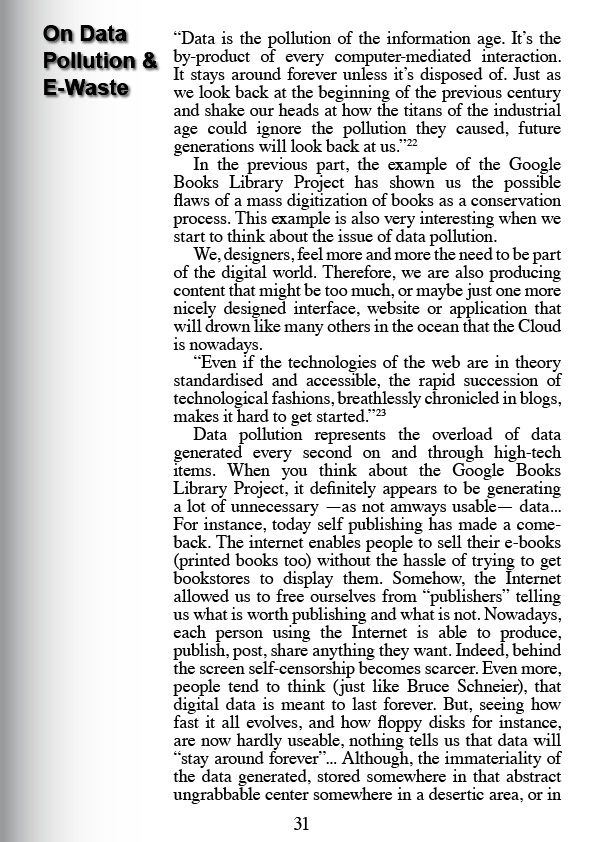 On Data
Pollution &
E-Waste
“Data is the pollution of the information age. It’s the
by-product of every computer-mediated interaction.
It stays around forever unless it’s disposed of. Just as
we look back at the beginning of the previous century
and shake our heads at how the titans of the industrial
age could ignore the pollution they caused, future
generations will look back at us.”22
In the previous part, the example of the Google
Books Library Project has shown us the possible
flaws of a mass digitization of books as a conservation
process. This example is also very interesting when we
start to think about the issue of data pollution.
We, designers, feel more and more the need to be part
of the digital world. Therefore, we are also producing
content that might be too much, or maybe just one more
nicely designed interface, website or application that
will drown like many others in the ocean that the Cloud
is nowadays.
“Even if the technologies of the web are in theory
standardised and accessible, the rapid succession of
technological fashions, breathlessly chronicled in blogs,
makes it hard to get started.”23
Data pollution represents the overload of data
generated every second on and through high-tech
items. When you think about the Google Books
Library Project, it definitely appears to be generating
a lot of unnecessary —as not amways usable— data...
For instance, today self publishing has made a come-
back. The internet enables people to sell their e-books
(printed books too) without the hassle of trying to get
bookstores to display them. Somehow, the Internet
allowed us to free ourselves from “publishers” telling
us what is worth publishing and what is not. Nowadays,
each person using the Internet is able to produce,
publish, post, share anything they want. Indeed, behind
the screen self-censorship becomes scarcer. Even more,
people tend to think (just like Bruce Schneier), that
digital data is meant to last forever. But, seeing how
fast it all evolves, and how floppy disks for instance,
are now hardly useable, nothing tells us that data will
“stay around forever”... Although, the immateriality of
the data generated, stored somewhere in that abstract
ungrabbable center somewhere in a desertic area, or in
31